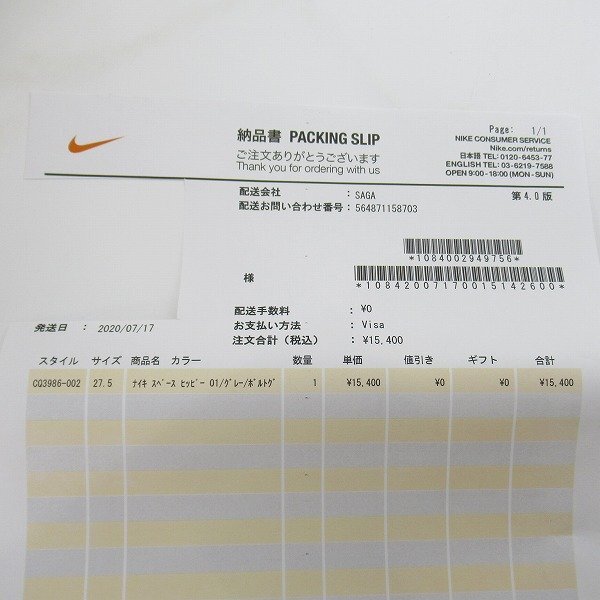 納品書 PACKING SLIP
ご注文ありがとうございます
Thank you for ordering with us
Page: 1/1
NIKE CONSUMER SERVICE
Nike.com/returns
日本語 TEL: 0120-6453-77
ENGLISH TEL: 03-6219-7588
OPEN 9:00 - 18:00 (MON - SUN)
配送会社 : SAGA
第4.0版
配送お問い合わせ番号 : 564871158703
*1084002949756*
様
*10842007170015142600*
配送手数料 : ¥0
お支払い方法 : Visa
注文合計（税込） : ¥15,400
発送日 : 2020/07/17
スタイル サイズ 商品名 カラー 数量 単価 値引き ギフト 合計
CQ3986-002 27.5 ﾅｲｷ ｽﾍﾟｰｽ ﾋｯﾋﾟｰ 01/ｸﾞﾚｰ/ﾎﾞﾙﾄｸﾞ 1 ¥15,400 ¥0 ¥0 ¥15,400